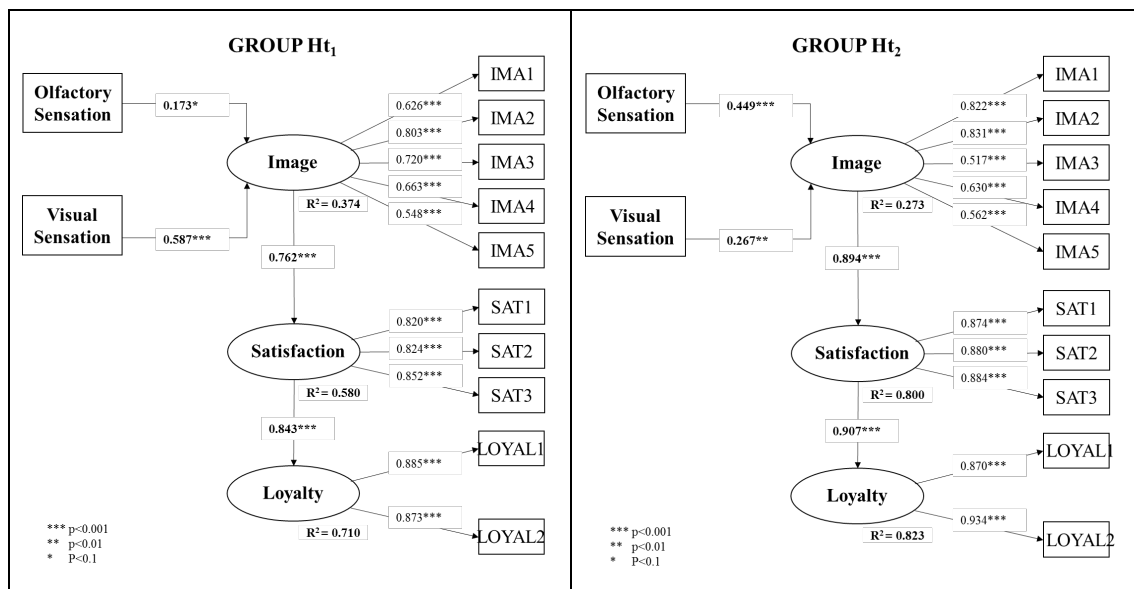 GROUP Ht1
Olfactory
Sensation
0.173*
Visual
Sensation
0.587***
Image
R² = 0.374
0.626***
0.803***
0.720***
0.663***
0.548***
IMA1
IMA2
IMA3
IMA4
IMA5
0.762***
Satisfaction
R² = 0.580
0.820***
0.824***
0.852***
SAT1
SAT2
SAT3
0.843***
Loyalty
R² = 0.710
0.885***
0.873***
LOYAL1
LOYAL2
*** p<0.001
** p<0.01
* P<0.1
GROUP Ht2
Olfactory
Sensation
0.449***
Visual
Sensation
0.267**
Image
R² = 0.273
0.822***
0.831***
0.517***
0.630***
0.562***
IMA1
IMA2
IMA3
IMA4
IMA5
0.894***
Satisfaction
R² = 0.800
0.874***
0.880***
0.884***
SAT1
SAT2
SAT3
0.907***
Loyalty
R² = 0.823
0.870***
0.934***
LOYAL1
LOYAL2
*** p<0.001
** p<0.01
* P<0.1